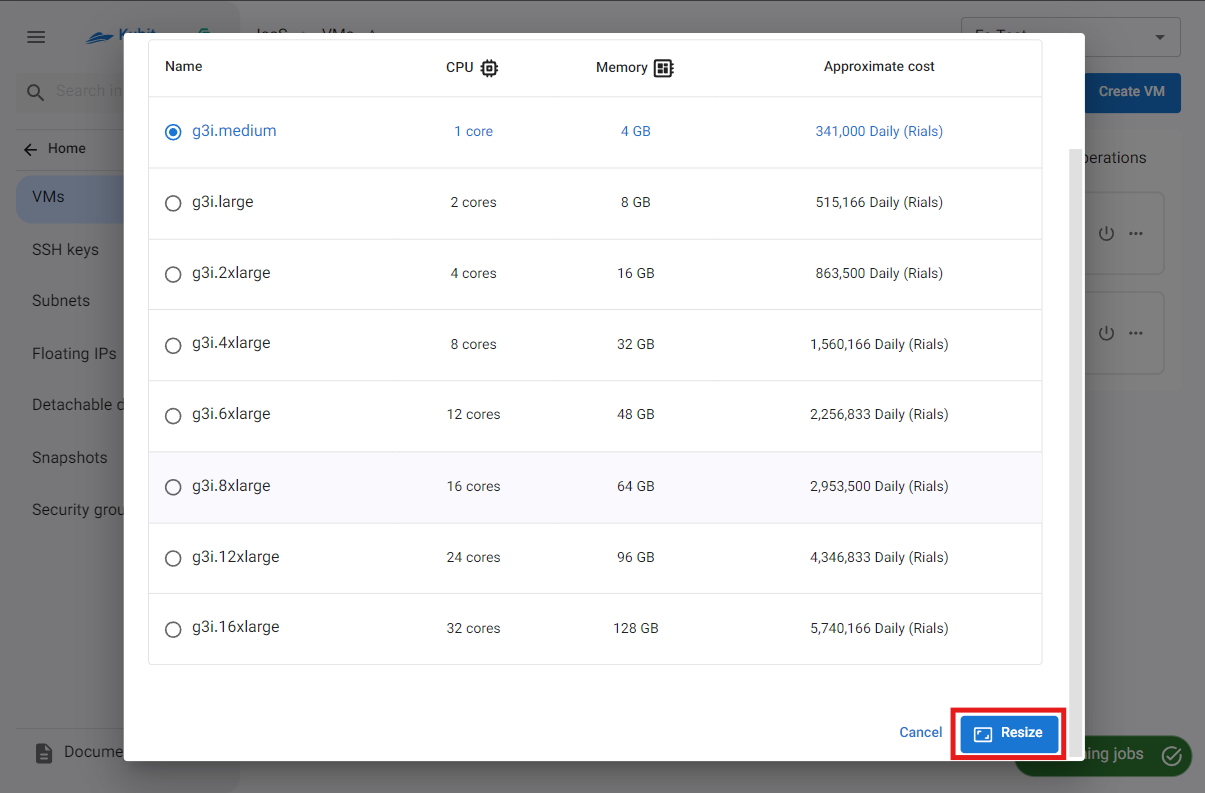 Kubit
IaaS
VMs
Name CPU Memory Approximate cost
Search in
Create VM
g3i.medium 1 core 4 GB 341,000 Daily (Rials)
Home
perations
VMs
g3i.large 2 cores 8 GB 515,166 Daily (Rials)
SSH keys
g3i.2xlarge 4 cores 16 GB 863,500 Daily (Rials)
Subnets
g3i.4xlarge 8 cores 32 GB 1,560,166 Daily (Rials)
Floating IPs
Detachable d
g3i.6xlarge 12 cores 48 GB 2,256,833 Daily (Rials)
Snapshots
g3i.8xlarge 16 cores 64 GB 2,953,500 Daily (Rials)
Security grou
g3i.12xlarge 24 cores 96 GB 4,346,833 Daily (Rials)
g3i.16xlarge 32 cores 128 GB 5,740,166 Daily (Rials)
Cancel Resize
Docume
ing jobs